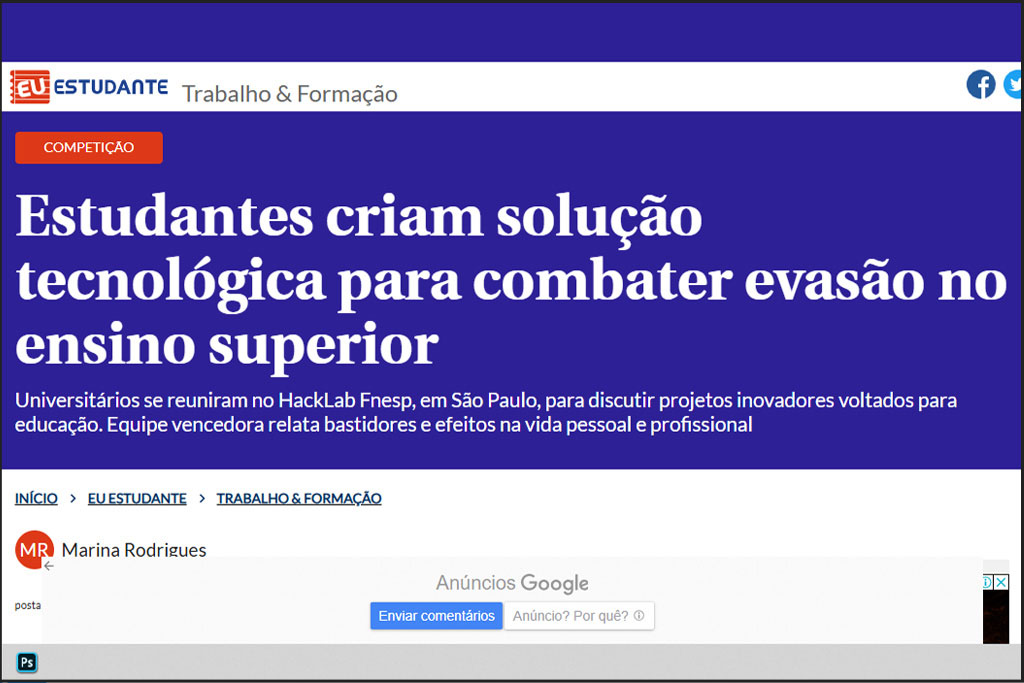 EU ESTUDANTE Trabalho & Formação
COMPETIÇÃO
Estudantes criam solução
tecnológica para combater evasão no
ensino superior
Universitários se reuniram no HackLab Fnesp, em São Paulo, para discutir projetos inovadores voltados para
educação. Equipe vencedora relata bastidores e efeitos na vida pessoal e profissional
INÍCIO > EU ESTUDANTE > TRABALHO & FORMAÇÃO
MR Marina Rodrigues
Anúncios Google
posta
Enviar comentários Anúncio? Por quê?
Ps